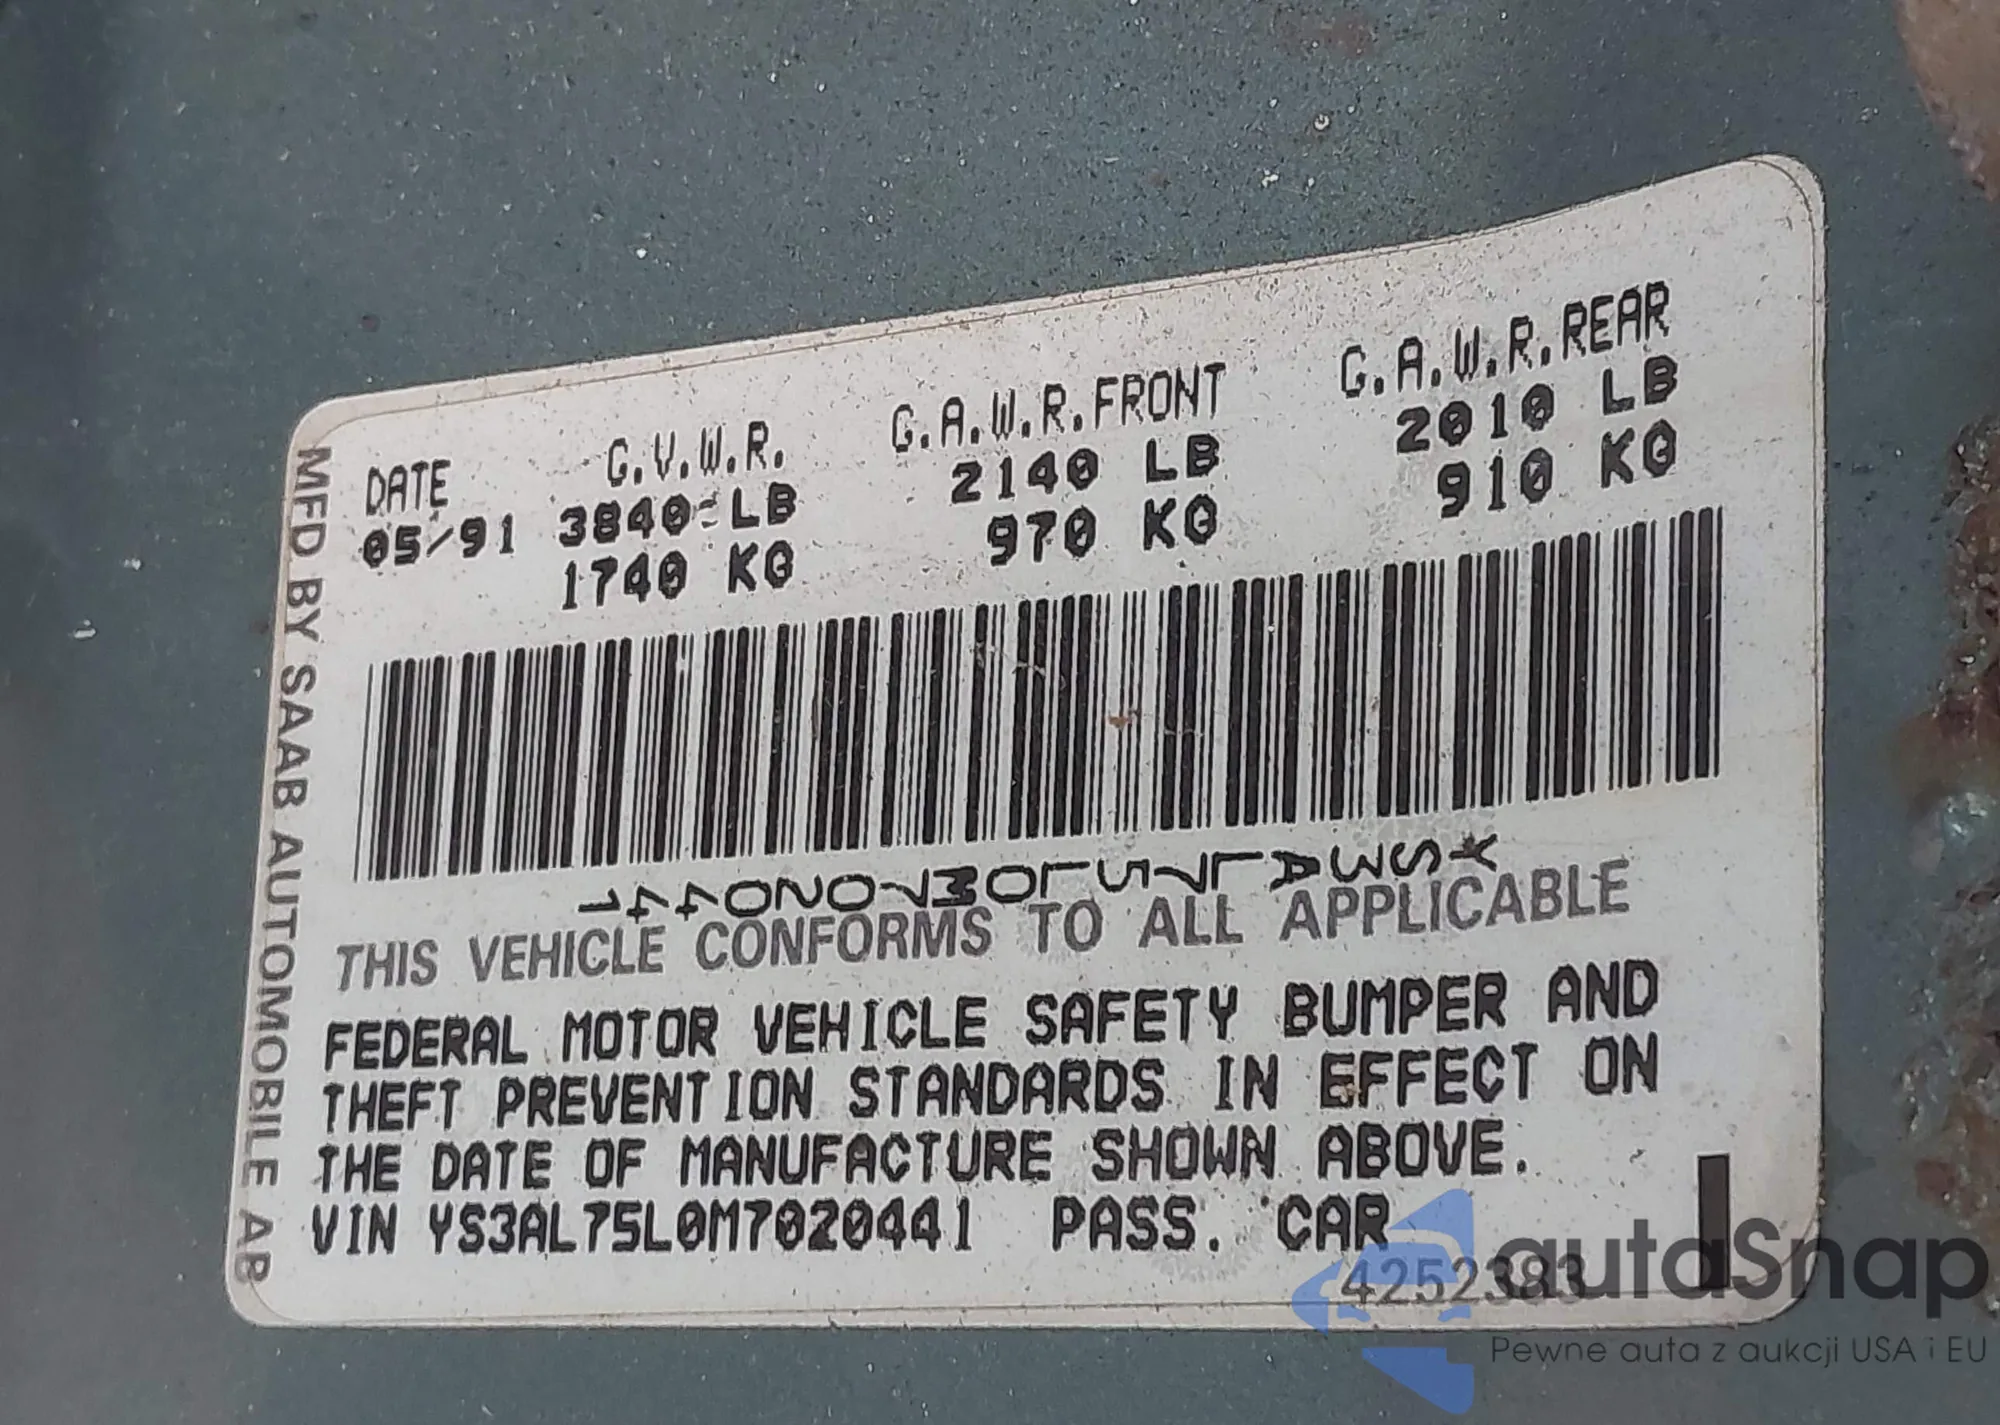 MFD BY SAAB AUTOMOBILE AB
DATE G.V.W.R. G.A.W.R.FRONT G.A.W.R.REAR
05/91 3840 LB 2140 LB 2010 LB
1740 KG 970 KG 910 KG
YS3AL75L0M7020441
THIS VEHICLE CONFORMS TO ALL APPLICABLE
FEDERAL MOTOR VEHICLE SAFETY BUMPER AND
THEFT PREVENTION STANDARDS IN EFFECT ON
THE DATE OF MANUFACTURE SHOWN ABOVE.
VIN YS3AL75L0M7020441 PASS. CAR
4252383
autaSnap
Pewne auta z aukcji USA i EU